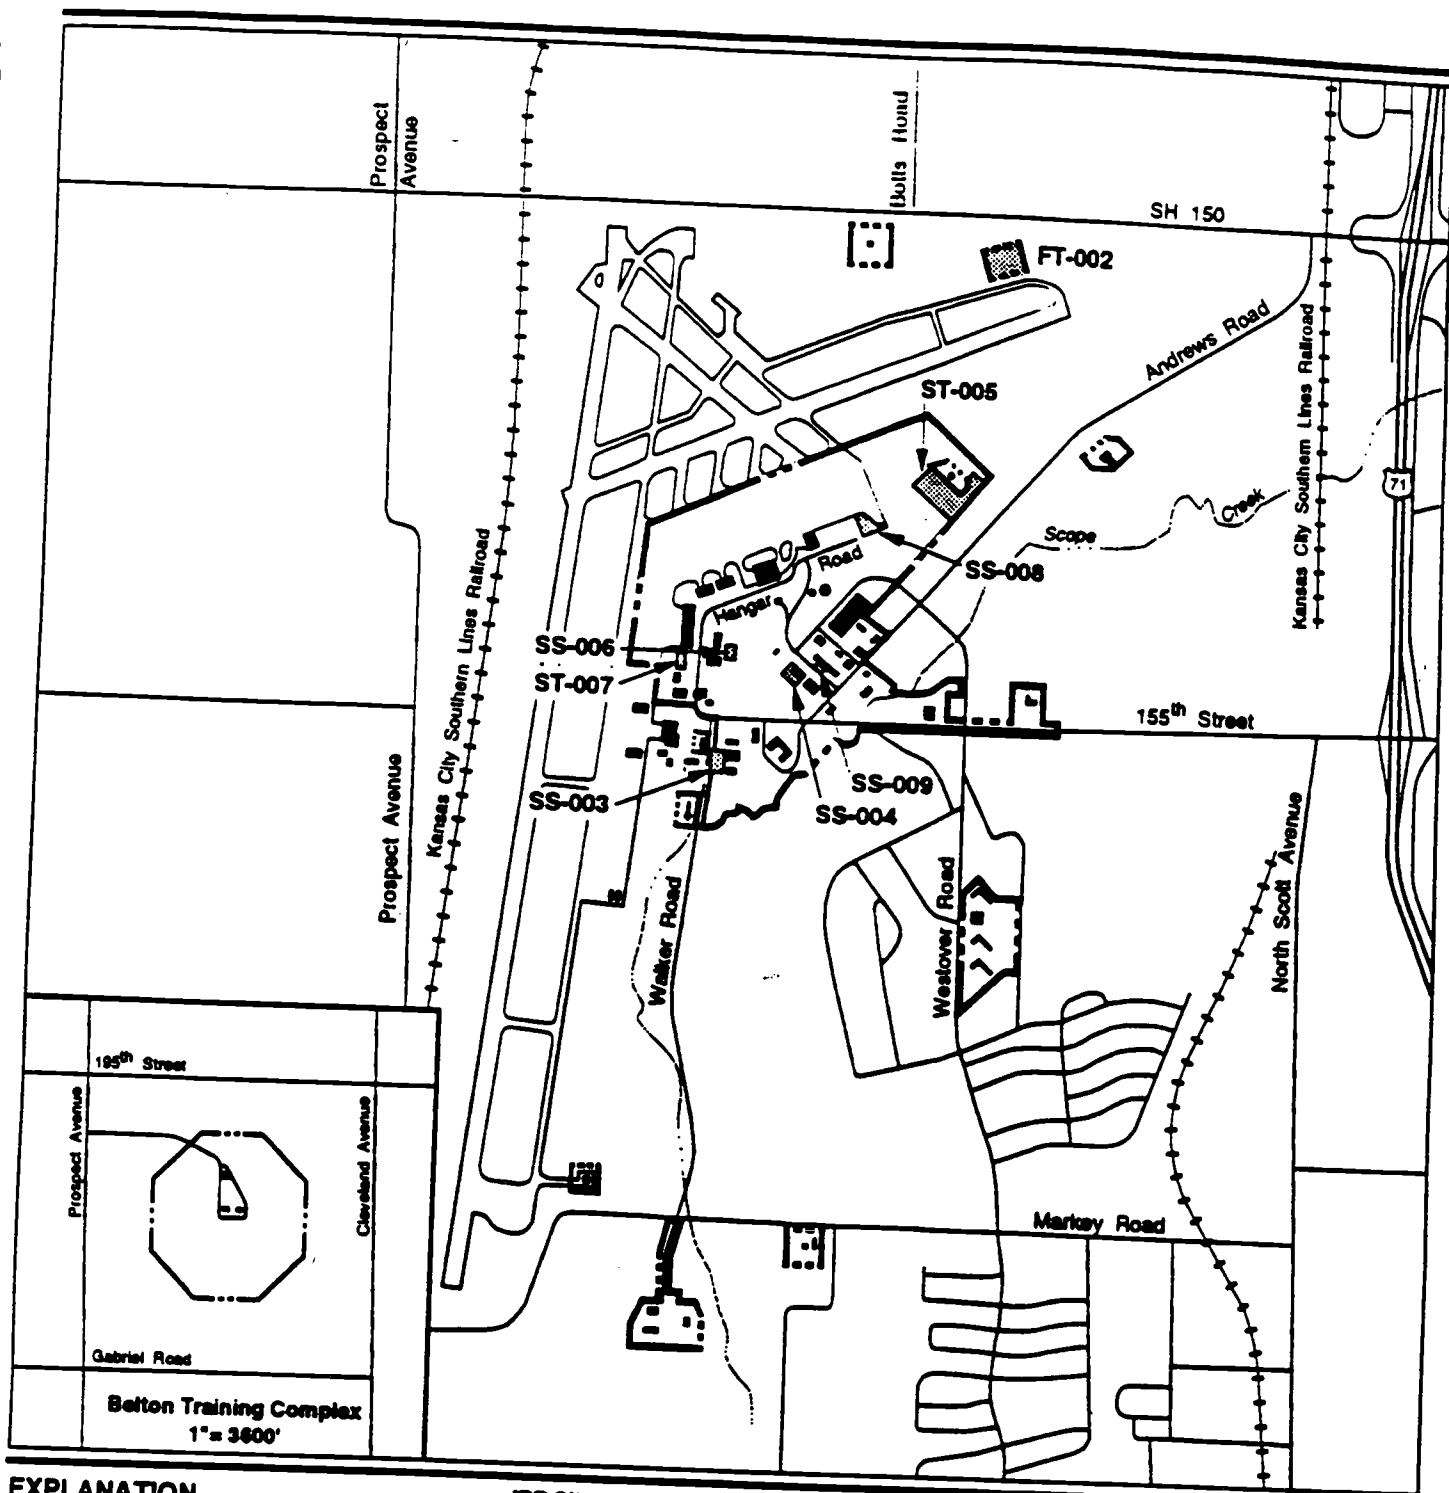 Prospect
Avenue
Butts Road
SH 150
FT-002
Andrews Road
ST-005
Kansas City Southern Lines Railroad
71
Scope
Creek
Kansas City Southern Lines Railroad
Road
Hangar
SS-008
SS-006
ST-007
155th Street
SS-003
SS-009
SS-004
Prospect Avenue
Walker Road
Westover Road
North Scott Avenue
195th Street
Prospect Avenue
Cleveland Avenue
Gabriel Road
Belton Training Complex
1"= 3600'
Markey Road
EXPLANATION